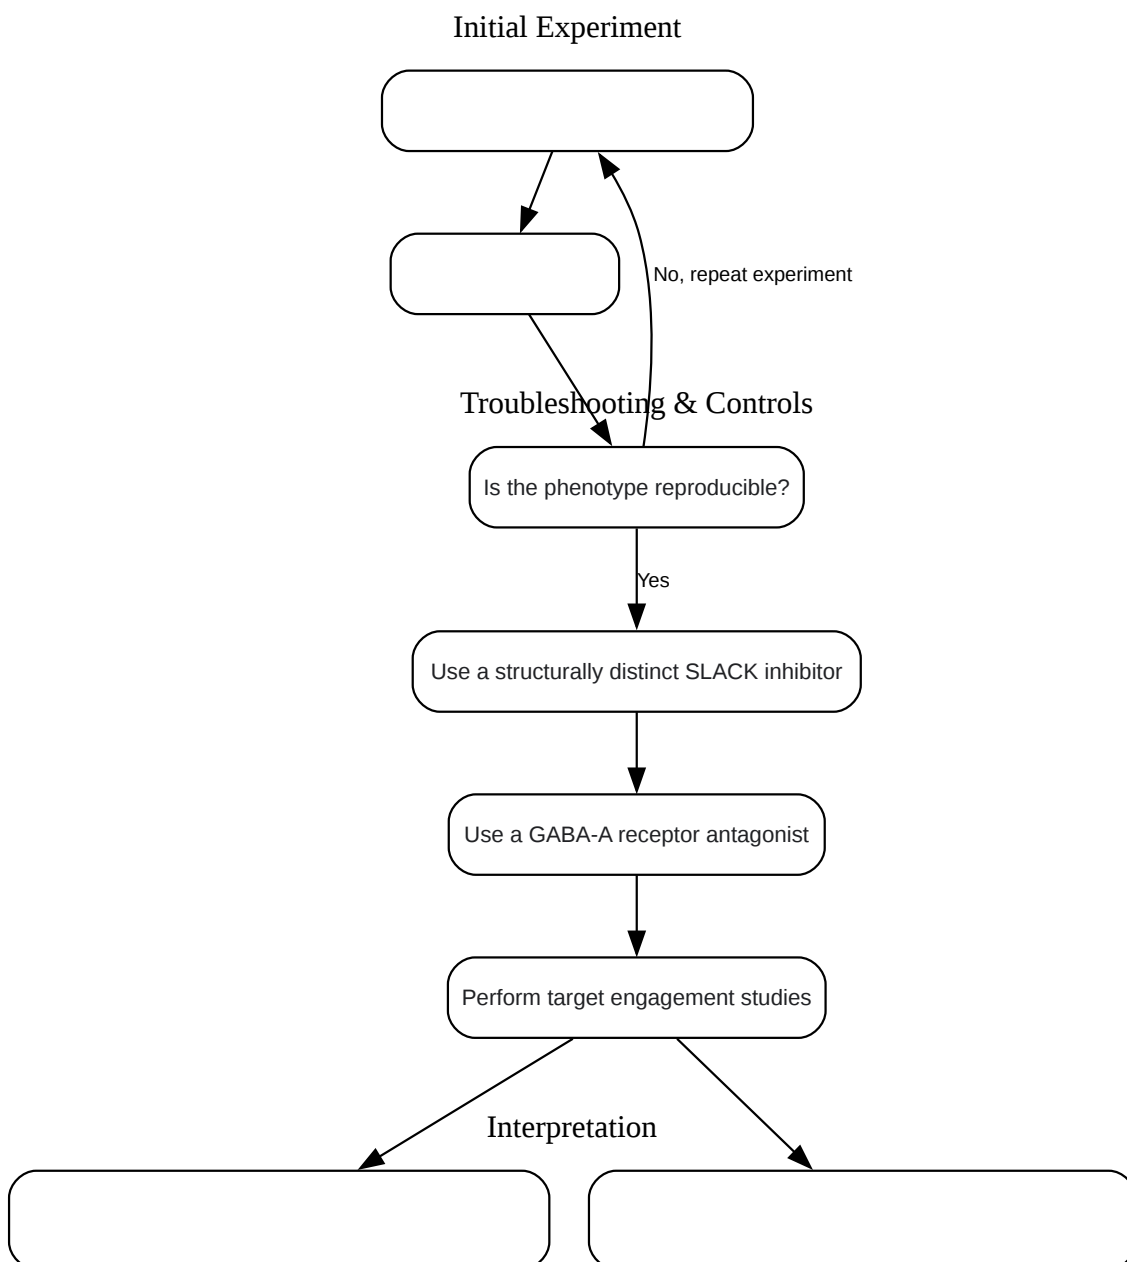 Initial Experiment
No, repeat experiment
Troubleshooting & Controls
Is the phenotype reproducible?
Yes
Use a structurally distinct SLACK inhibitor
Use a GABA-A receptor antagonist
Perform target engagement studies
Interpretation